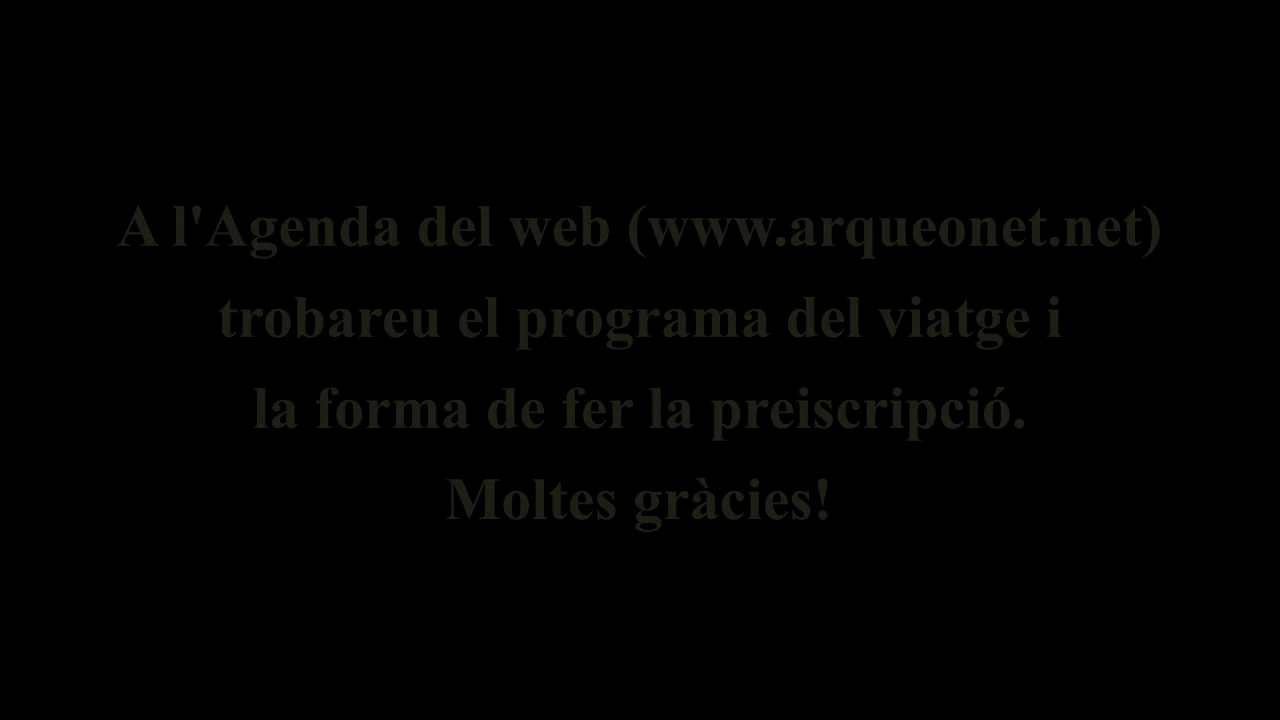 A l'Agenda del web (www.arqueonet.net)
trobareu el programa del viatge i
la forma de fer la preiscripció.
Moltes gràcies!